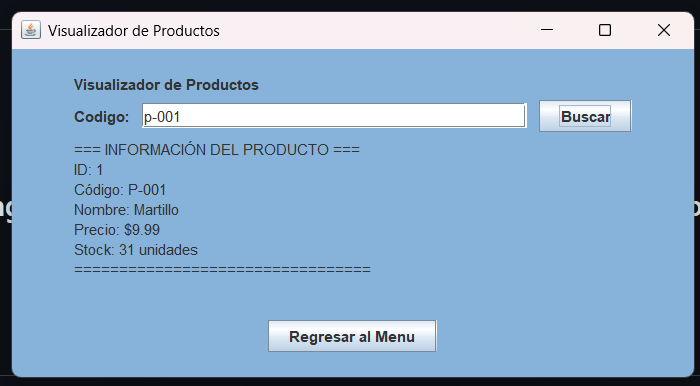 Visualizador de Productos
Visualizador de Productos
Codigo: p-001 Buscar
=== INFORMACIÓN DEL PRODUCTO ===
ID: 1
Código: P-001
Nombre: Martillo
Precio: $9.99
Stock: 31 unidades
=================================
Regresar al Menu